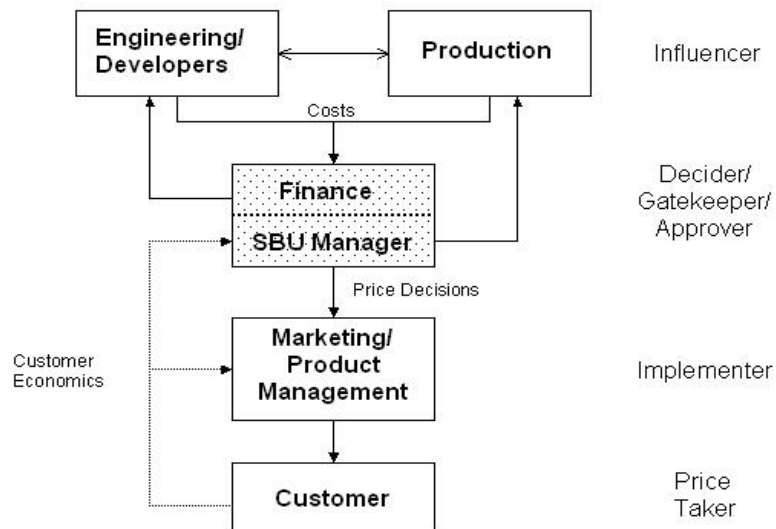 Engineering/
Developers
Production
Influencer
Costs
Finance
SBU Manager
Decider/
Gatekeeper/
Approver
Price Decisions
Marketing/
Product
Management
Customer
Economics
Implementer
Customer
Price
Taker